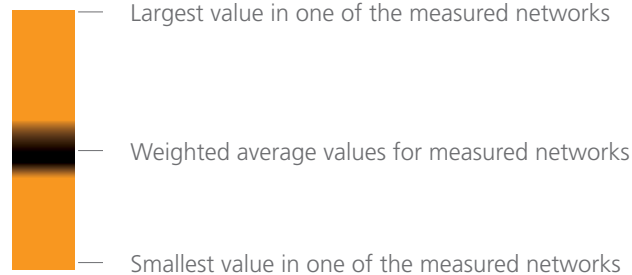 Largest value in one of the measured networks
Weighted average values for measured networks
Smallest value in one of the measured networks